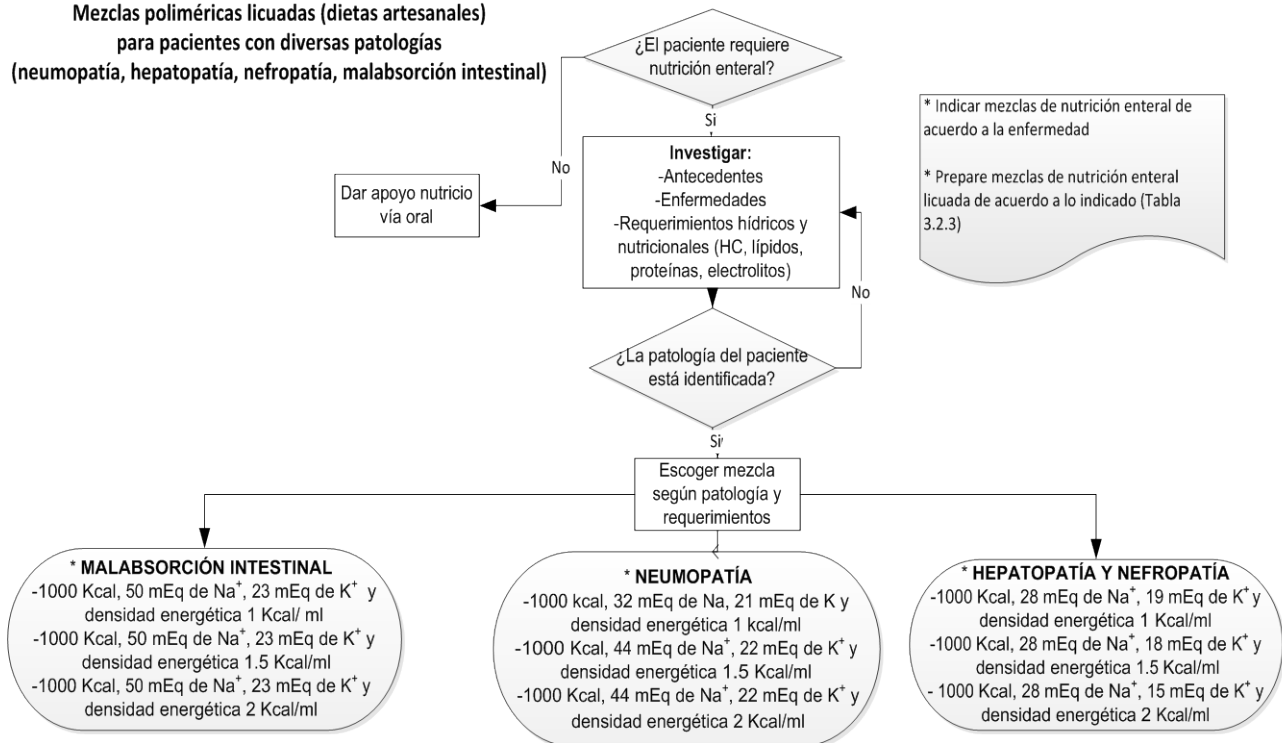 Mezclas poliméricas licuadas (dietas artesanales)
para pacientes con diversas patologías
(neumopatía, hepatopatía, nefropatía, malabsorción intestinal)
¿El paciente requiere
nutrición enteral?
Si
No
Dar apoyo nutricio
vía oral
Investigar:
-Antecedentes
-Enfermedades
-Requerimientos hídricos y
nutricionales (HC, lípidos,
proteínas, electrolitos)
* Indicar mezclas de nutrición enteral de
acuerdo a la enfermedad
* Prepare mezclas de nutrición enteral
licuada de acuerdo a lo indicado (Tabla
3.2.3)
No
¿La patología del paciente
está identificada?
Si
Escoger mezcla
según patología y
requerimientos
* MALABSORCIÓN INTESTINAL
-1000 Kcal, 50 mEq de Na⁺, 23 mEq de K⁺ y
densidad energética 1 Kcal/ ml
-1000 Kcal, 50 mEq de Na⁺, 23 mEq de K⁺ y
densidad energética 1.5 Kcal/ml
-1000 Kcal, 50 mEq de Na⁺, 23 mEq de K⁺ y
densidad energética 2 Kcal/ml
* NEUMOPATÍA
-1000 kcal, 32 mEq de Na, 21 mEq de K y
densidad energética 1 kcal/ml
-1000 Kcal, 44 mEq de Na⁺, 22 mEq de K⁺ y
densidad energética 1.5 Kcal/ml
-1000 Kcal, 44 mEq de Na⁺, 22 mEq de K⁺ y
densidad energética 2 Kcal/ml
* HEPATOPATÍA Y NEFROPATÍA
-1000 Kcal, 28 mEq de Na⁺, 19 mEq de K⁺ y
densidad energética 1 Kcal/ml
-1000 Kcal, 28 mEq de Na⁺, 18 mEq de K⁺ y
densidad energética 1.5 Kcal/ml
- 1000 Kcal, 28 mEq de Na⁺, 15 mEq de K⁺ y
densidad energética 2 Kcal/ml